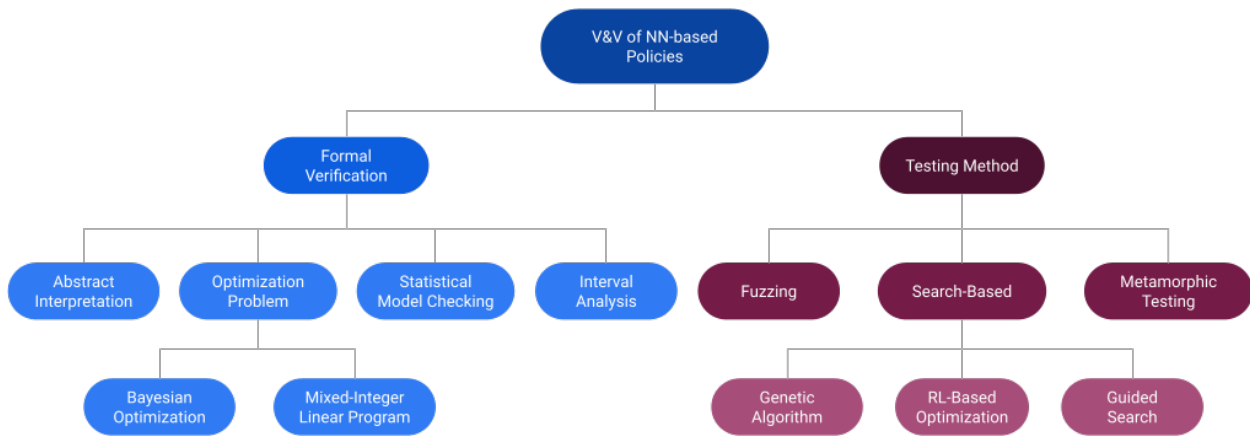 V&V of NN-based
Policies
Formal
Verification
Testing Method
Abstract
Interpretation
Optimization
Problem
Statistical
Model Checking
Interval
Analysis
Fuzzing
Search-Based
Metamorphic
Testing
Bayesian
Optimization
Mixed-Integer
Linear Program
Genetic
Algorithm
RL-Based
Optimization
Guided
Search